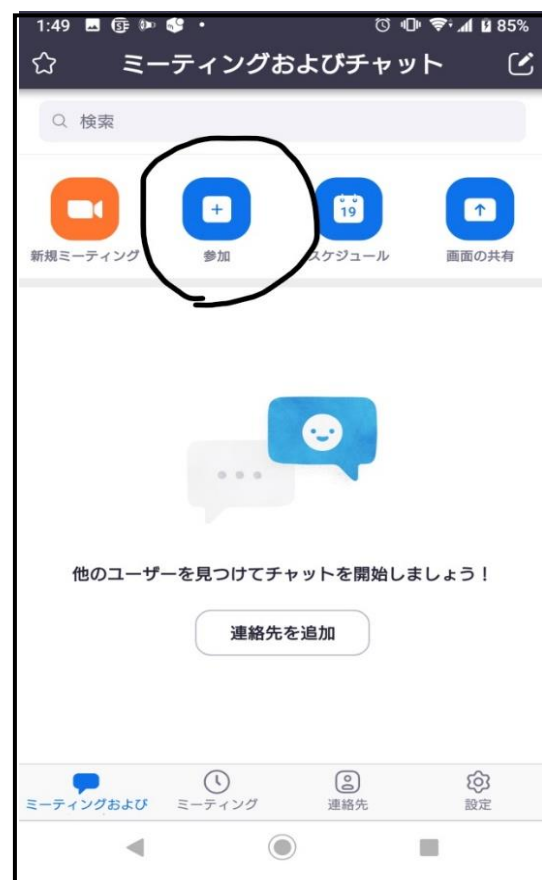 1:49 85%
ミーティングおよびチャット
検索
19
新規ミーティング 参加 スケジュール 画面の共有
他のユーザーを見つけてチャットを開始しましょう！
連絡先を追加
ミーティングおよび ミーティング 連絡先 設定